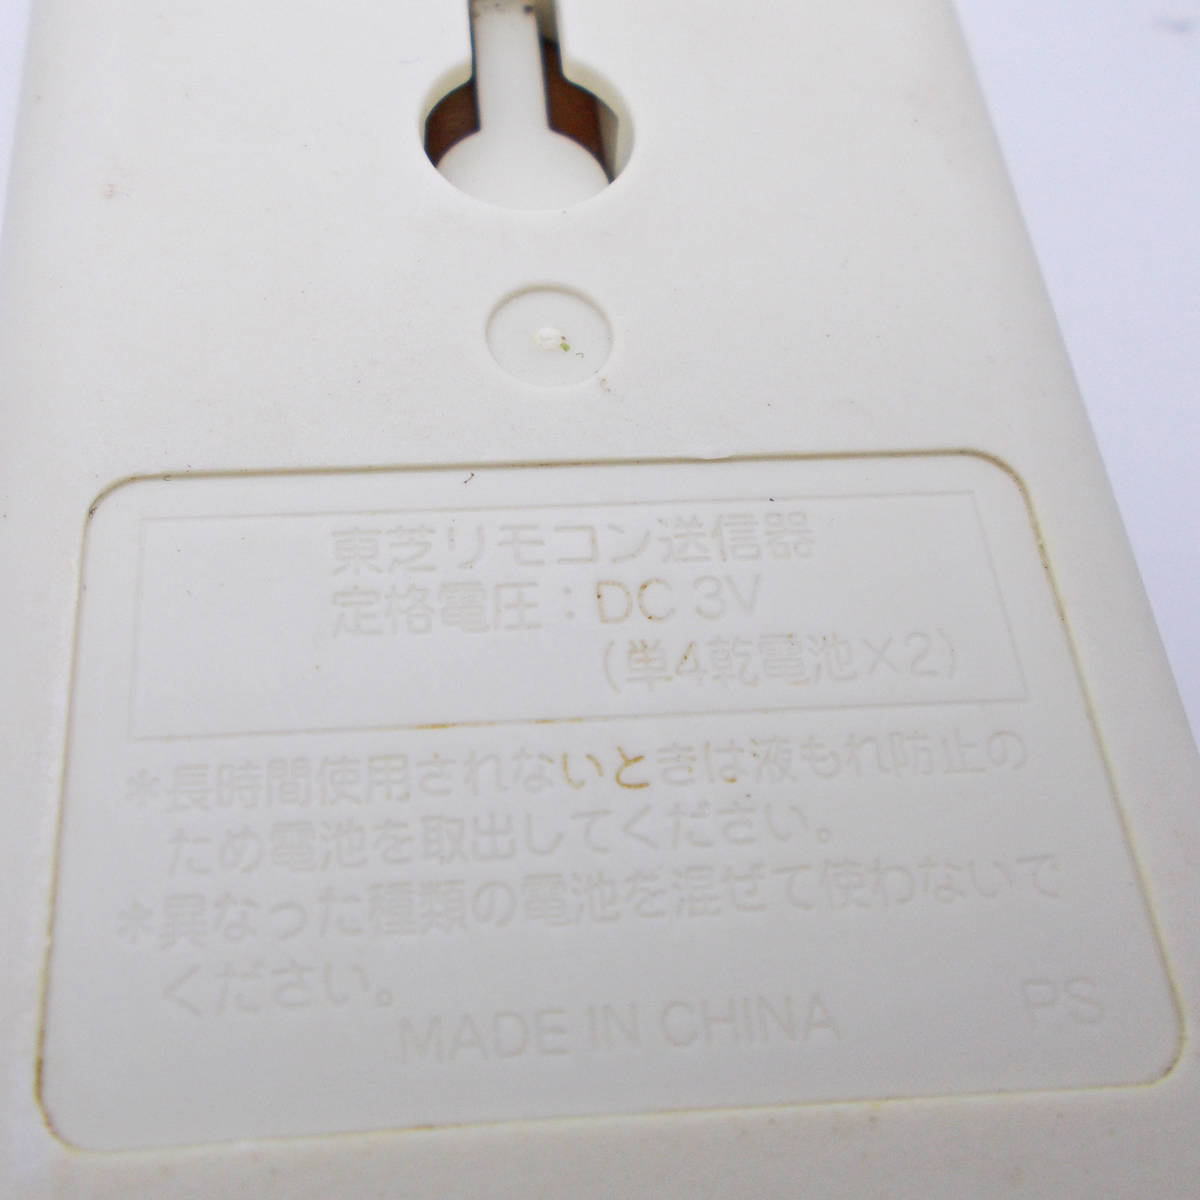 東芝リモコン送信器
定格電圧：DC 3V
(単4乾電池×2)
*長時間使用されないときは液もれ防止の
ため電池を取出してください。
*異なった種類の電池を混ぜて使わないで
ください。
MADE IN CHINA
PS